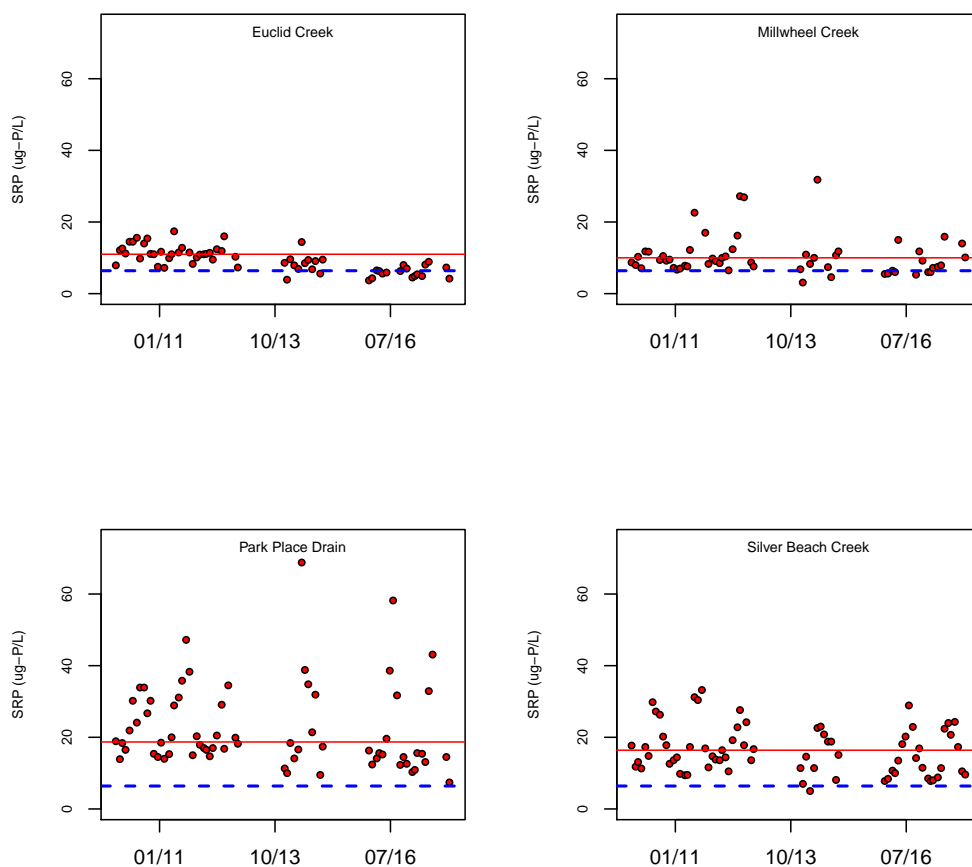 Euclid Creek
SRP (ug−P/L)
60
40
20
0
01/11 10/13 07/16
Millwheel Creek
SRP (ug−P/L)
60
40
20
0
01/11 10/13 07/16
Park Place Drain
SRP (ug−P/L)
60
40
20
0
01/11 10/13 07/16
Silver Beach Creek
SRP (ug−P/L)
60
40
20
0
01/11 10/13 07/16